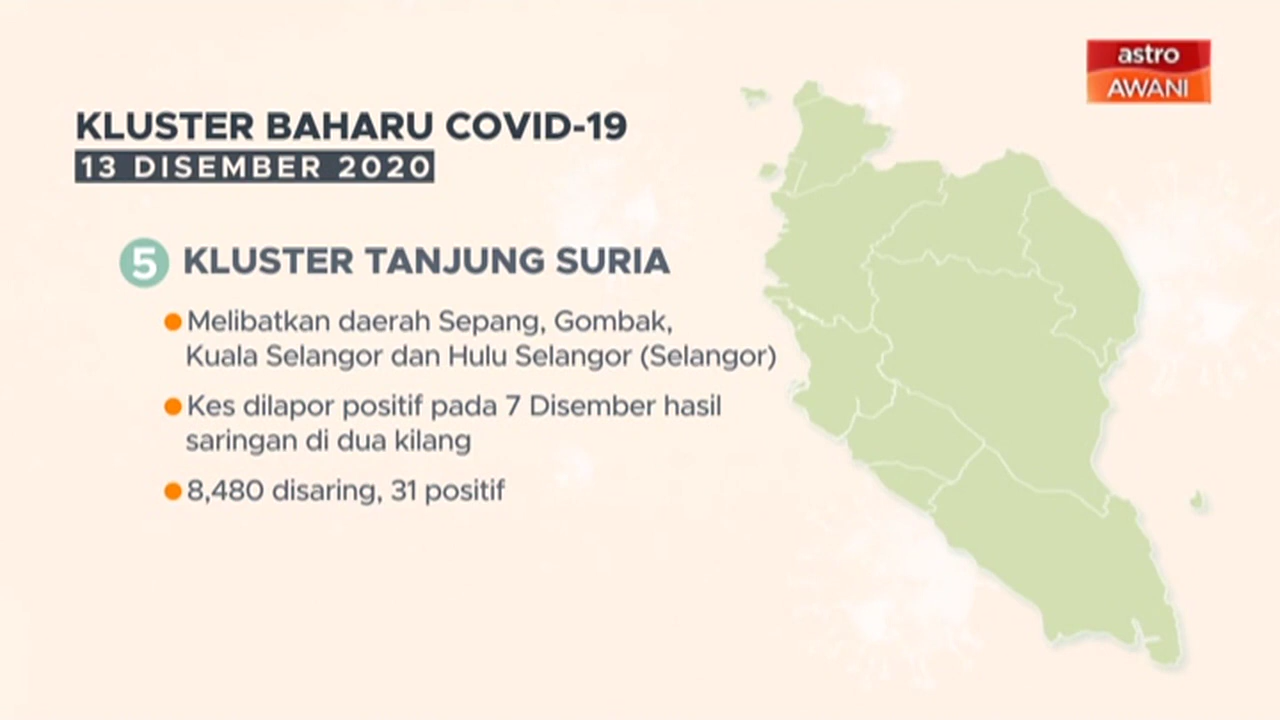 astro
AWANI
KLUSTER BAHARU COVID-19
13 DISEMBER 2020
5 KLUSTER TANJUNG SURIA
Melibatkan daerah Sepang, Gombak,
Kuala Selangor dan Hulu Selangor (Selangor)
Kes dilapor positif pada 7 Disember hasil
saringan di dua kilang
8,480 disaring, 31 positif